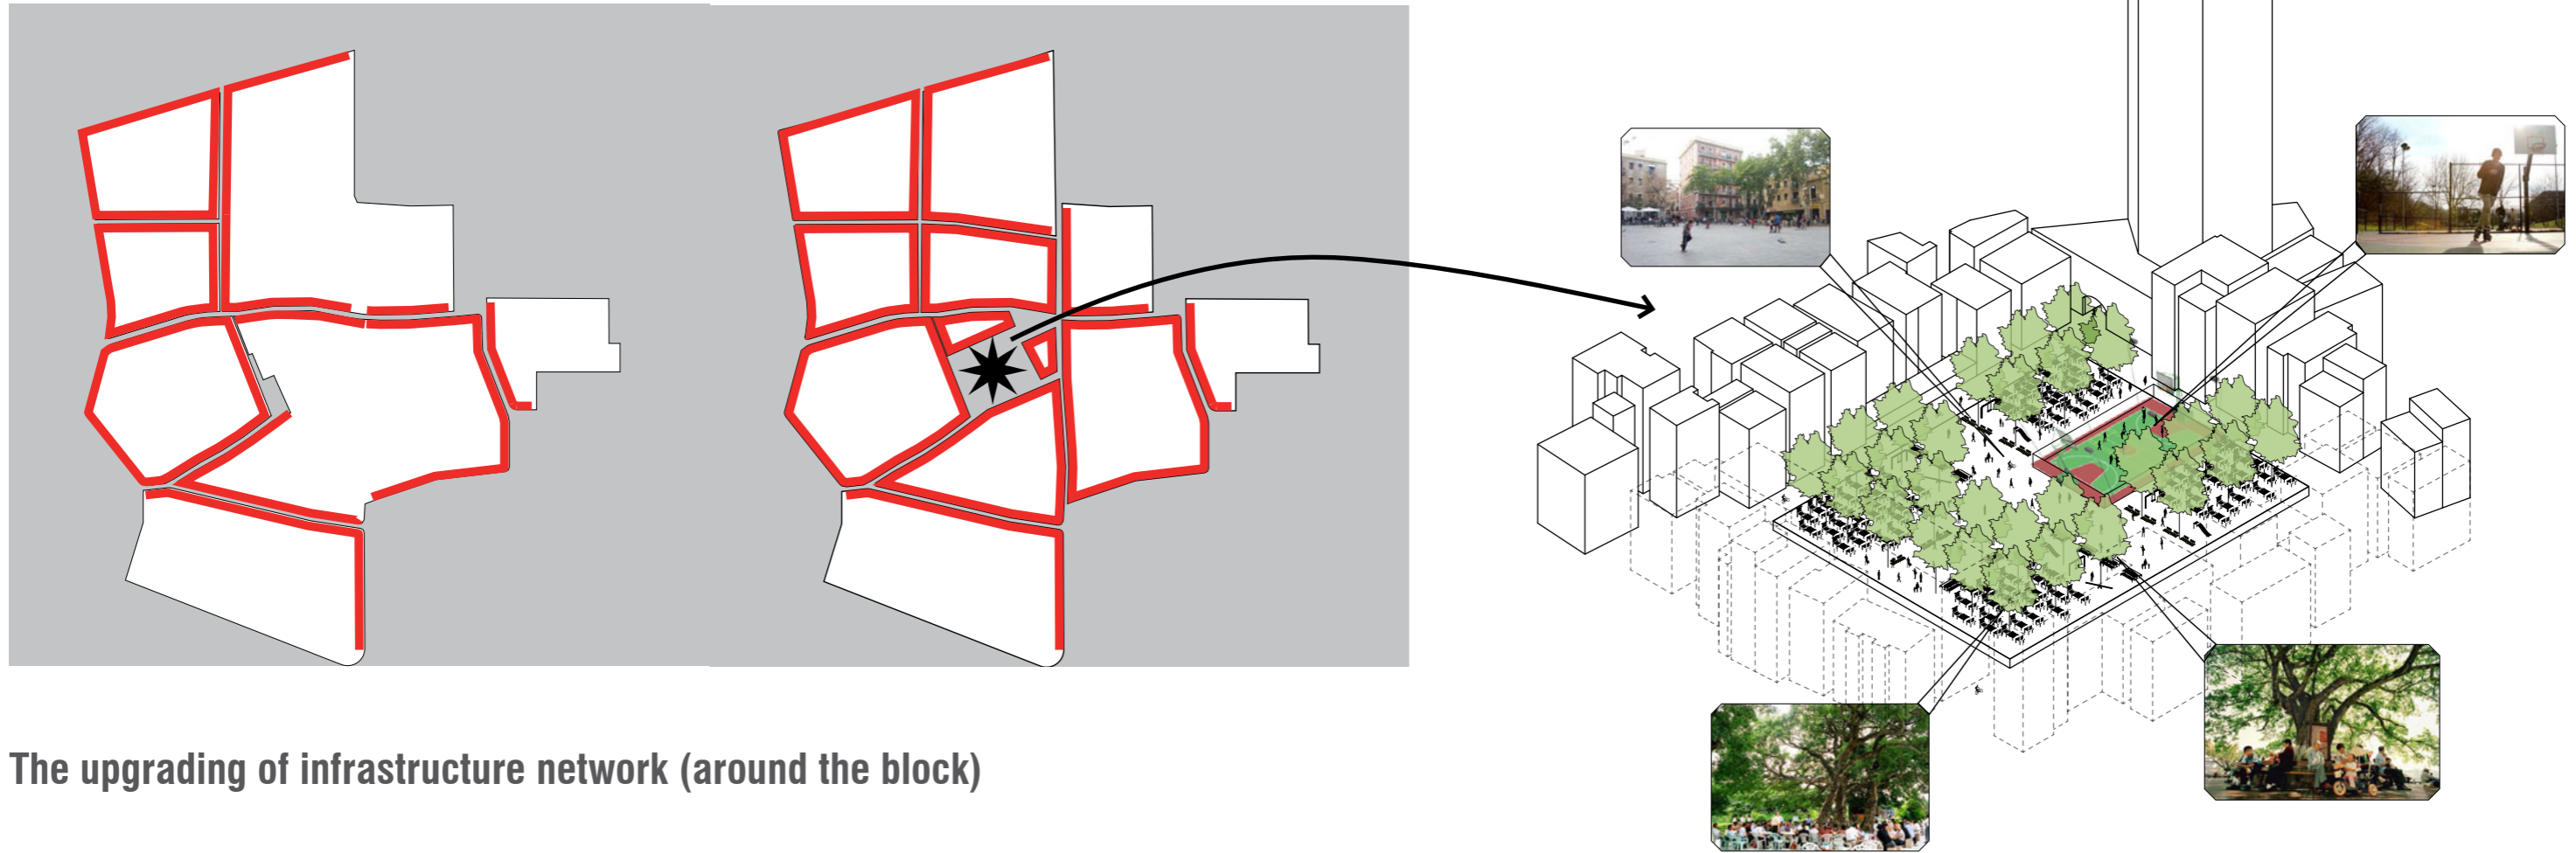 The upgrading of infrastructure network (around the block)